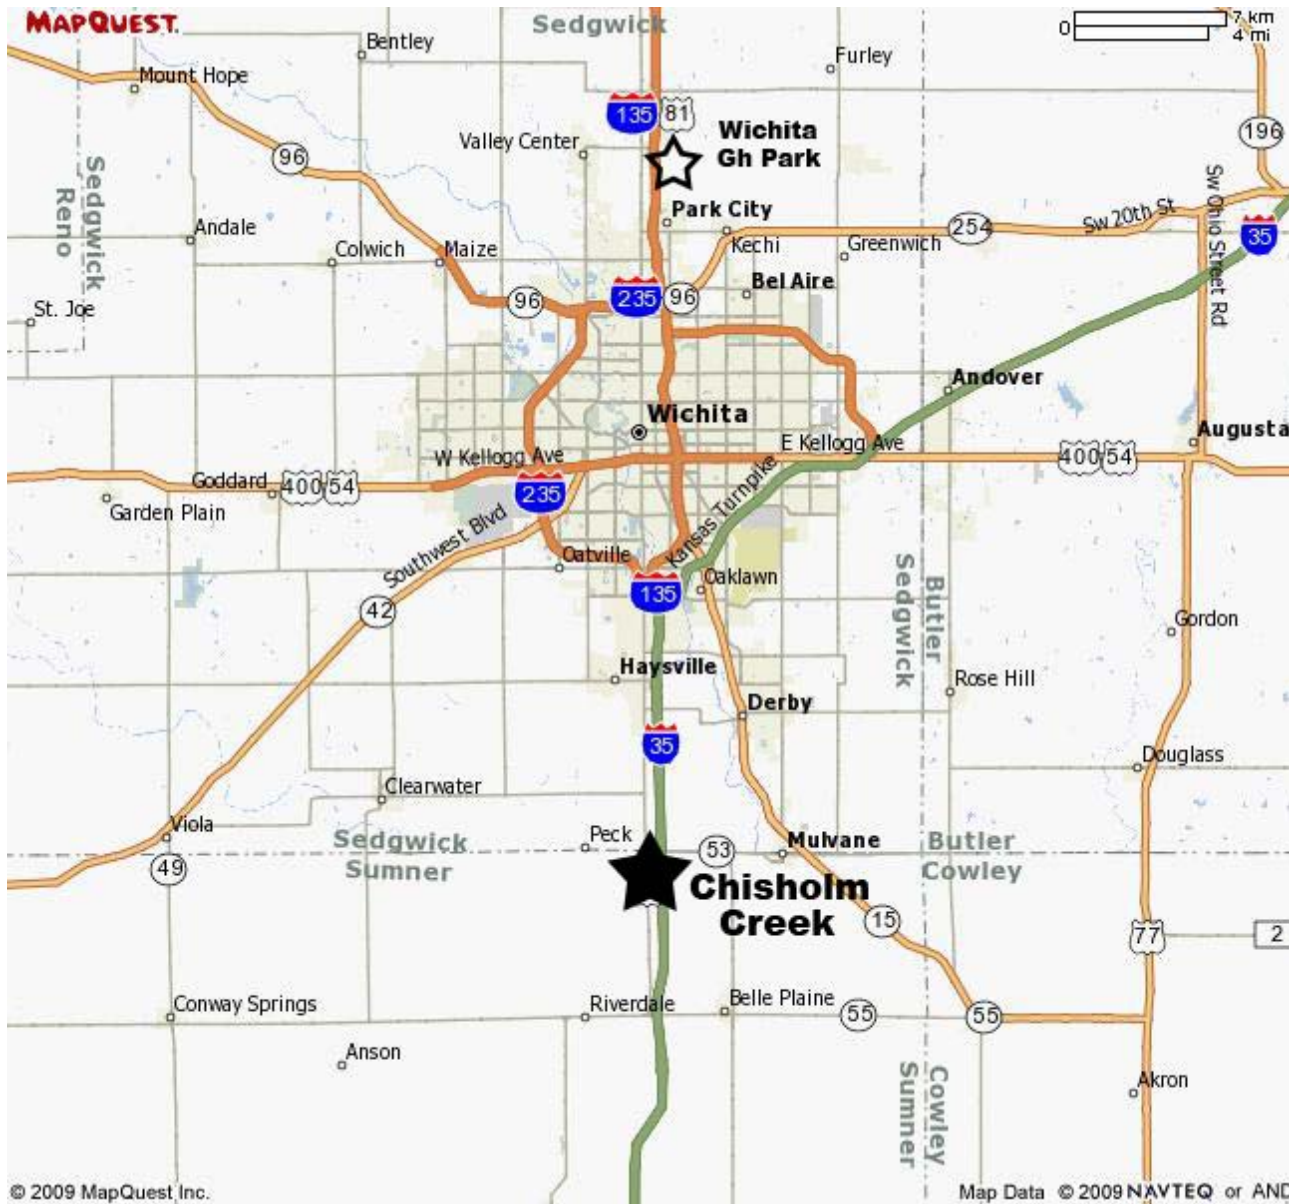 MAPQUEST.
Sedgwick
0
7 km
4 mi
Bentley
Furley
Mount Hope
135
81
Wichita
Gh Park
196
Valley Center
96
Sedgwick
Reno
Park City
Sw 20th St
Sw Ohio Street Rd
Andale
254
Kechi
Greenwich
35
Colwich
Maize
Bel Aire
96
235
96
St. Joe
Andover
Wichita
Augusta
E Kellogg Ave
W Kellogg Ave
400
54
Goddard
400
54
235
Garden Plain
Kansas Turnpike
Southwest Blvd
Oatville
Oaklawn
135
Butler
Sedgwick
42
Gordon
Haysville
Rose Hill
Derby
35
Douglass
Clearwater
Viola
Sedgwick
Sumner
Peck
53
Mulvane
Butler
Cowley
49
Chisholm
Creek
15
77
2
Conway Springs
Riverdale
Belle Plaine
55
55
Anson
Akron
Cowley
Sumner
© 2009 MapQuest Inc.
Map Data © 2009 NAVTEQ or AND